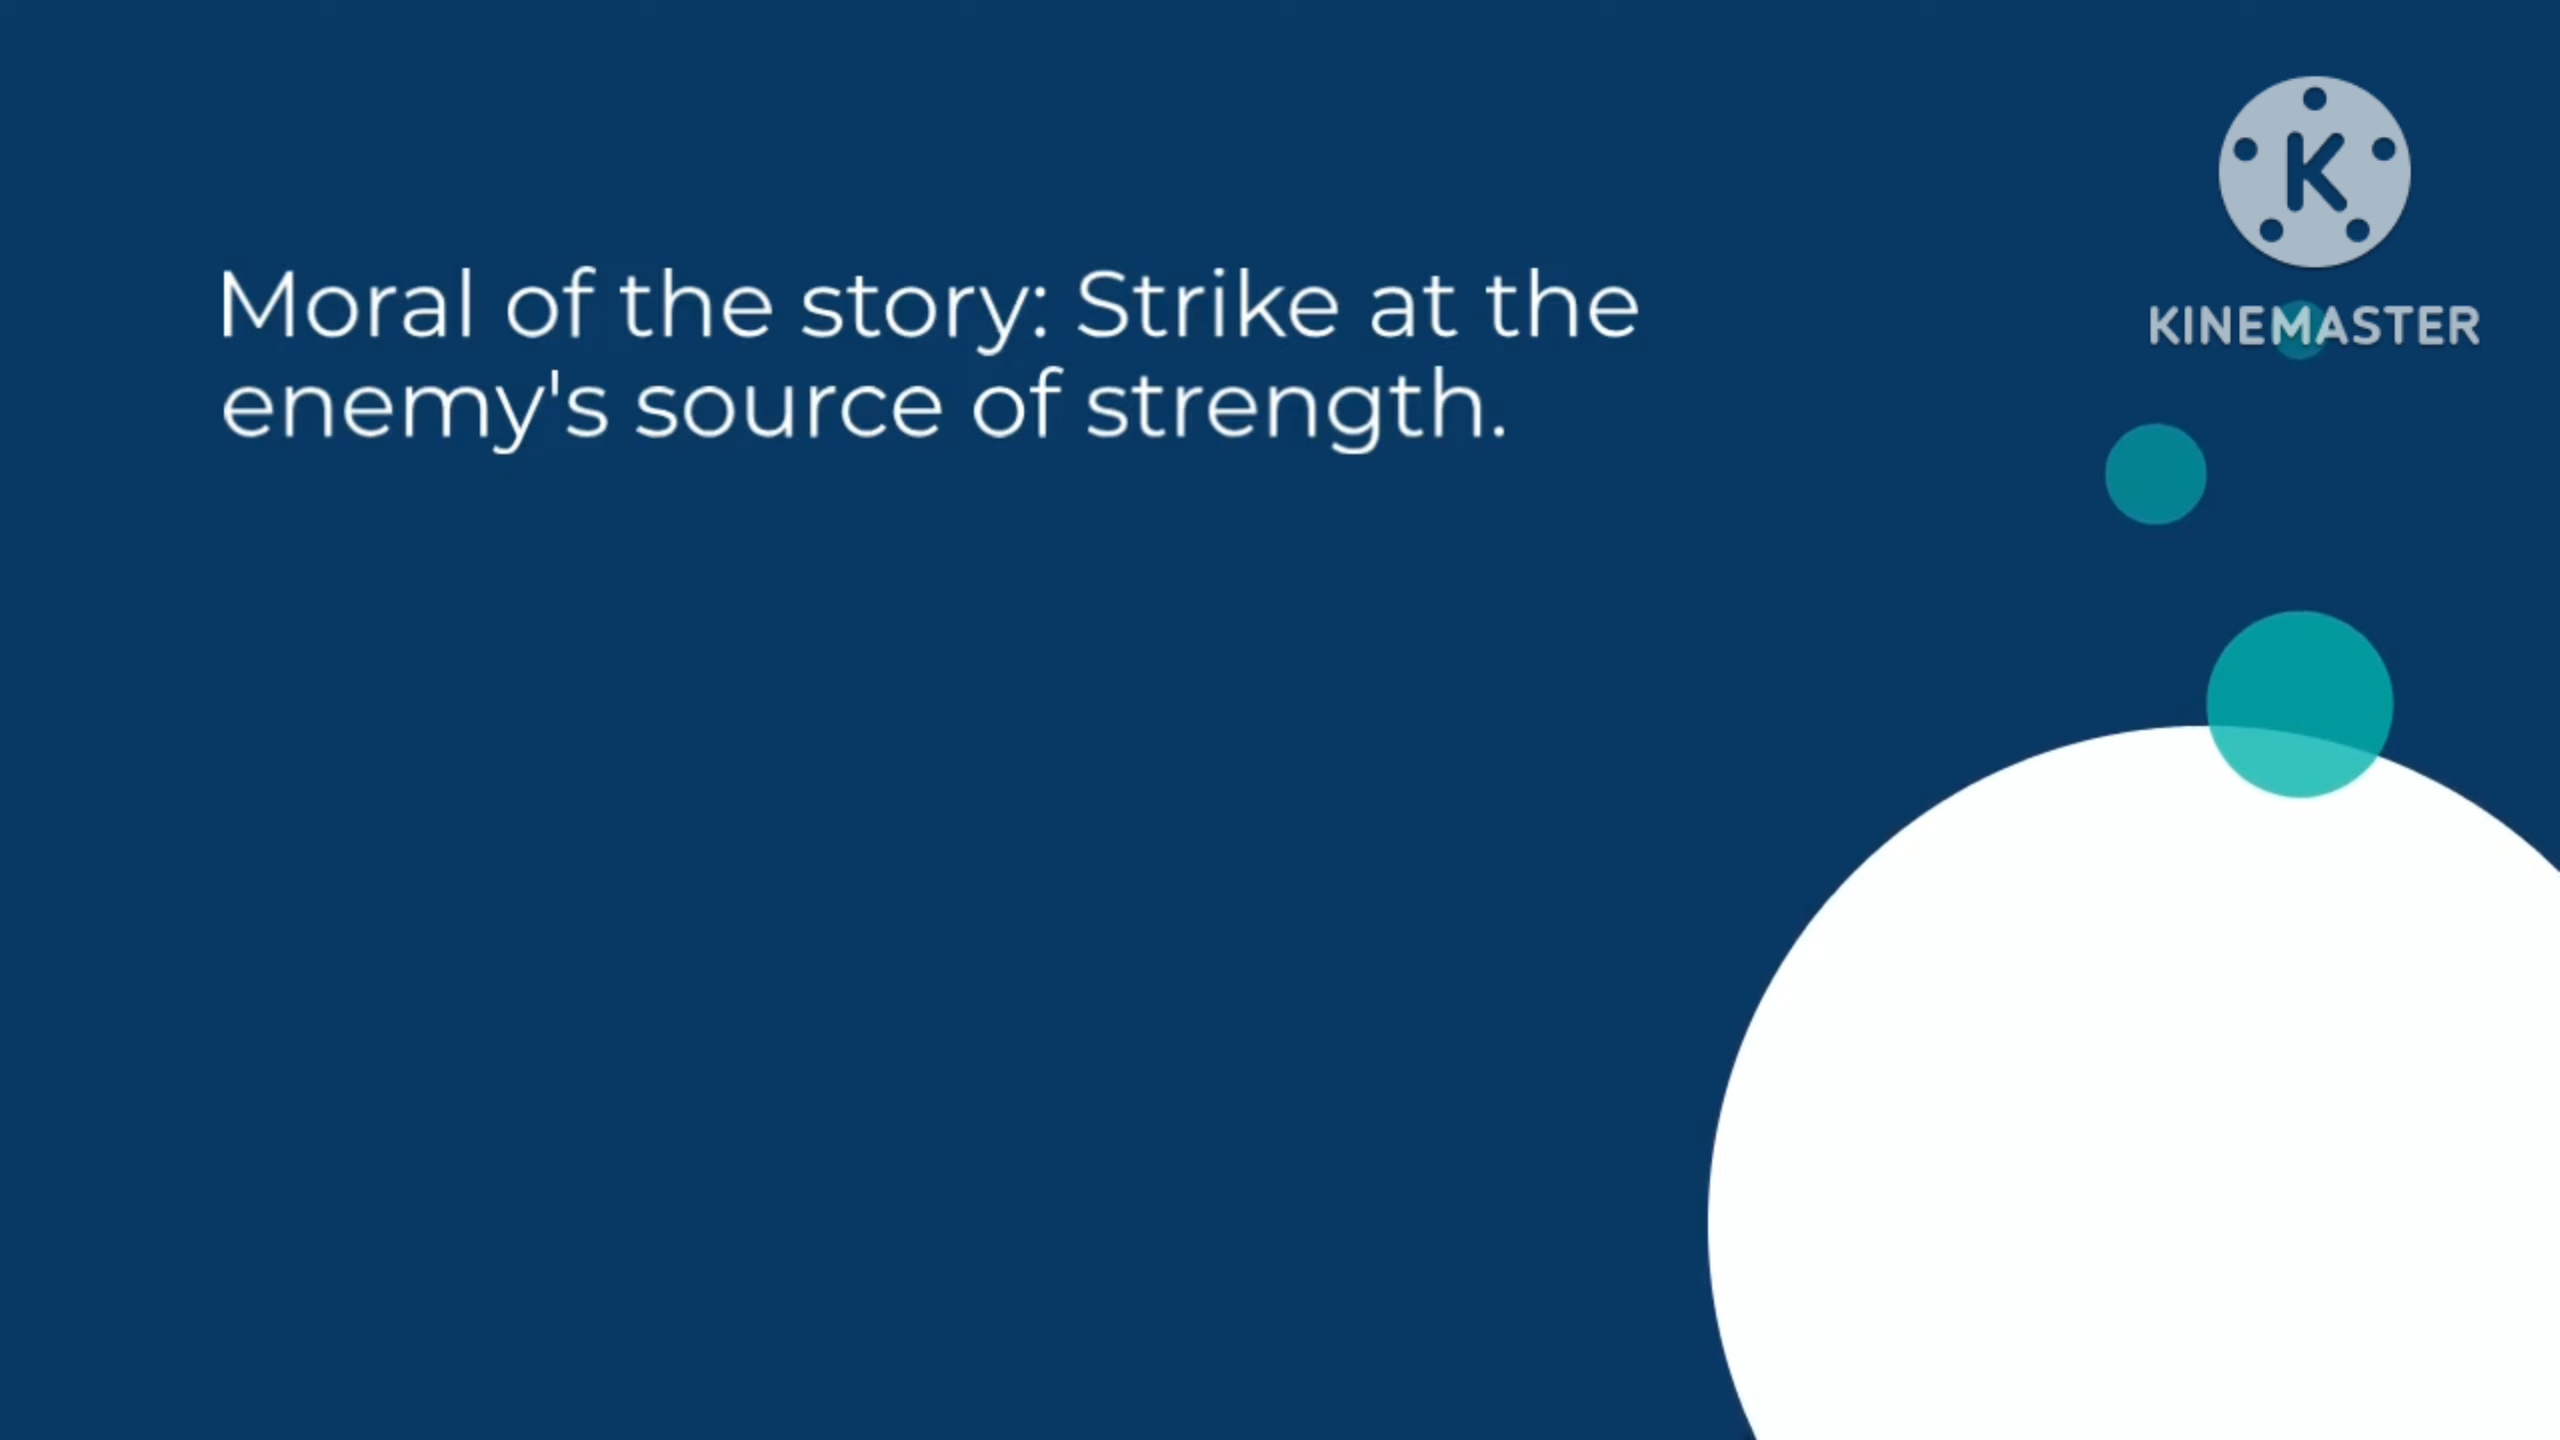 Moral of the story: Strike at the
enemy's source of strength.
K
KINEMASTER